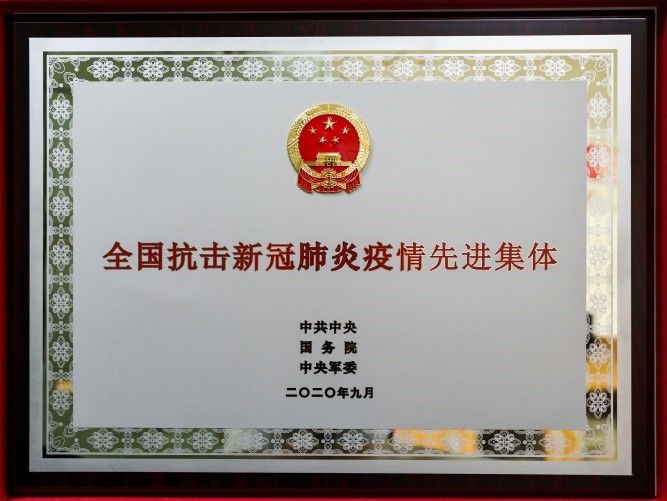 全国抗击新冠肺炎疫情先进集体
中共中央
国务院
中央军委
二〇二〇年九月